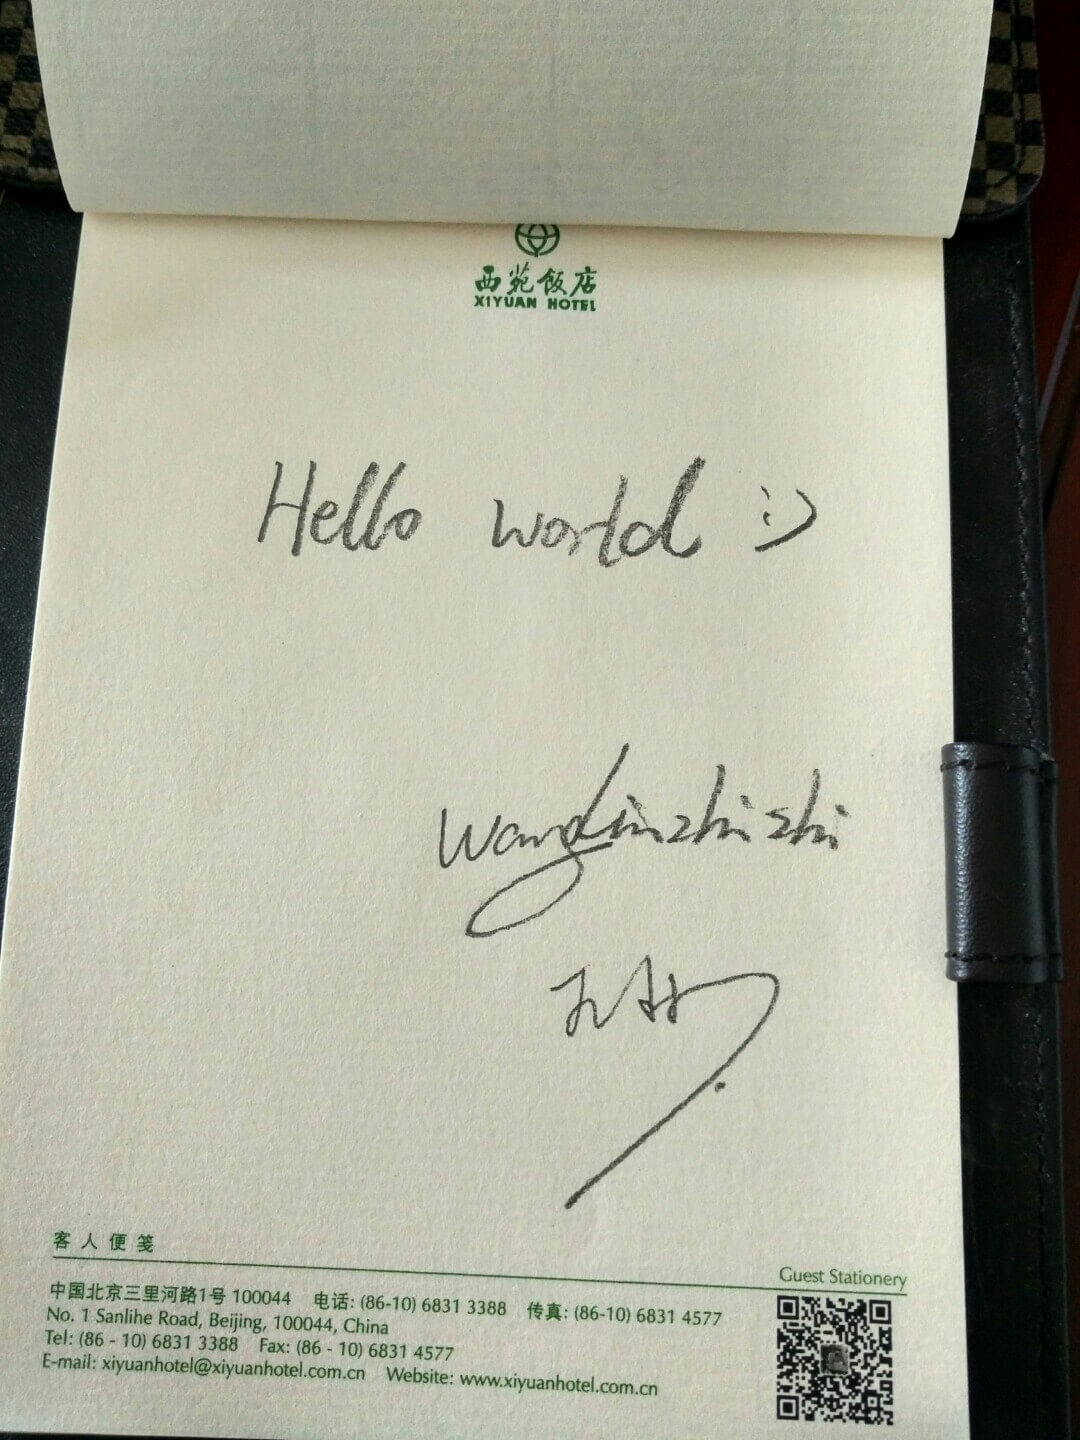 西苑飯店
XIYUAN HOTEL
Hello world :)
客人便笺
Guest Stationery
中国北京三里河路1号 100044 电话: (86-10) 6831 3388 传真: (86-10) 6831 4577
No. 1 Sanlihe Road, Beijing, 100044, China
Tel: (86 - 10) 6831 3388 Fax: (86 - 10) 6831 4577
E-mail: xiyuanhotel@xiyuanhotel.com.cn Website: www.xiyuanhotel.com.cn